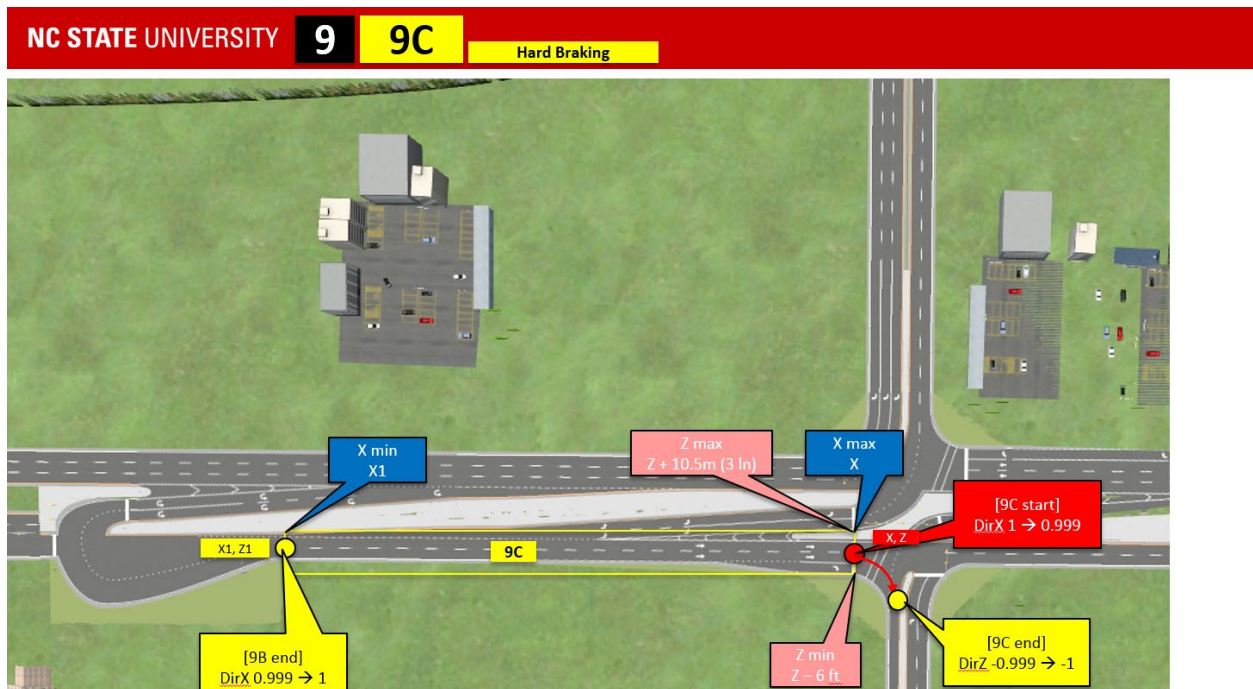 NC STATE UNIVERSITY 9 9C Hard Braking
X min
X1
Z max
Z + 10.5m (3 ln)
X max
X
[9C start]
DirX 1 → 0.999
X1, Z1
9C
X, Z
[9B end]
DirX 0.999 → 1
Z min
Z – 6 ft
[9C end]
DirZ -0.999 → -1